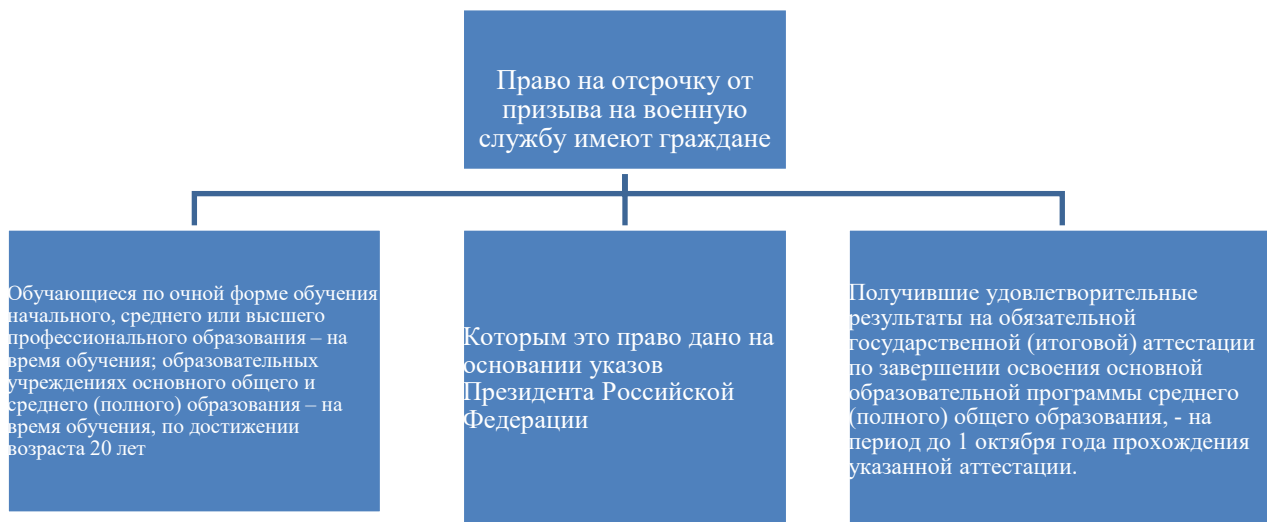 Право на отсрочку от
призыва на военную
службу имеют граждане
Обучающиеся по очной форме обучения
начального, среднего или высшего
профессионального образования – на
время обучения; образовательных
учреждениях основного общего и
среднего (полного) образования – на
время обучения, по достижении
возраста 20 лет
Которым это право дано на
основании указов
Президента Российской
Федерации
Получившие удовлетворительные
результаты на обязательной
государственной (итоговой) аттестации
по завершении освоения основной
образовательной программы среднего
(полного) общего образования, - на
период до 1 октября года прохождения
указанной аттестации.